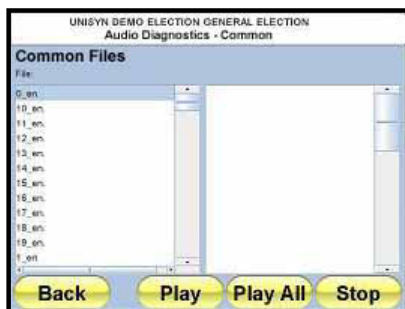 UNISYN DEMO ELECTION GENERAL ELECTION
Audio Diagnostics - Common
Common Files
File:
0_en.
10_en.
11_en.
12_en.
13_en.
14_en.
15_en.
16_en.
17_en.
18_en.
19_en.
1_en
Back Play Play All Stop